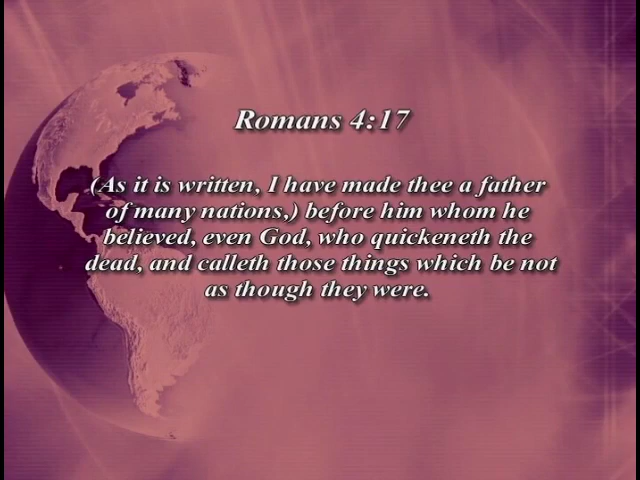 Romans 4:17
(As it is written, I have made thee a father
of many nations,) before him whom he
believed, even God, who quickeneth the
dead, and calleth those things which be not
as though they were.